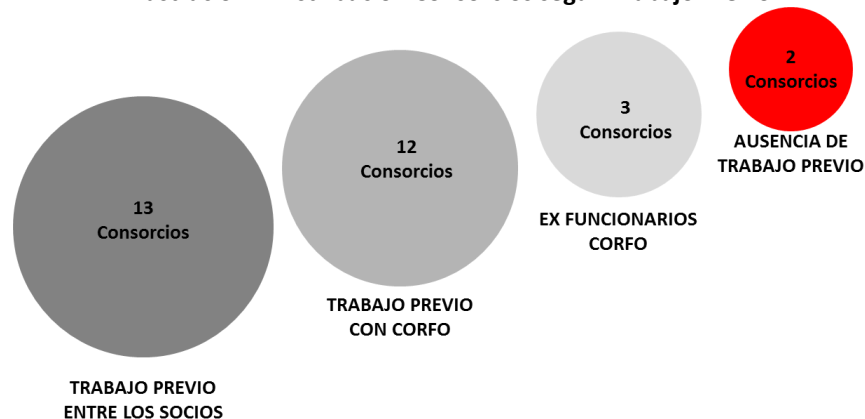 13
Consorcios
TRABAJO PREVIO
ENTRE LOS SOCIOS
12
Consorcios
TRABAJO PREVIO
CON CORFO
3
Consorcios
EX FUNCIONARIOS
CORFO
2
Consorcios
AUSENCIA DE
TRABAJO PREVIO